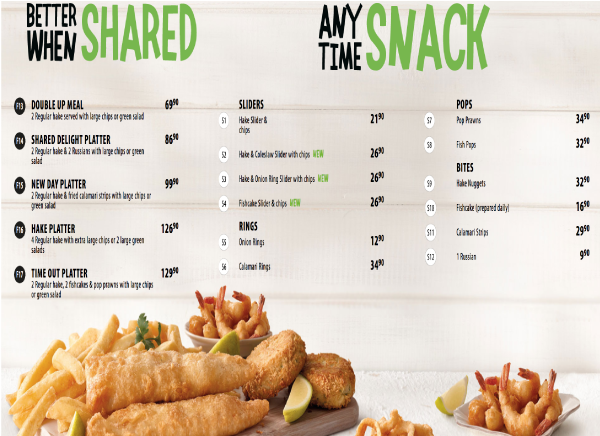 BETTER
WHEN SHARED
F13 DOUBLE UP MEAL 69⁹⁰
2 Regular hake served with large chips or green salad
F14 SHARED DELIGHT PLATTER 86⁹⁰
2 Regular hake & 2 Russians with large chips or green
salad
F15 NEW DAY PLATTER 99⁹⁰
2 Regular hake & fried calamari strips with large chips or
green salad
F16 HAKE PLATTER 126⁹⁰
4 Regular hake with extra large chips or 2 large green
salads
F17 TIME OUT PLATTER 129⁹⁰
2 Regular hake, 2 fishcakes & pop prawns with large chips
or green salad
ANY
TIME SNACK
SLIDERS
S1 Hake Slider & 21⁹⁰
chips
S2 Hake & Coleslaw Slider with chips NEW 26⁹⁰
S3 Hake & Onion Ring Slider with chips NEW 26⁹⁰
S4 Fishcake Slider & chips NEW 26⁹⁰
RINGS
S5 Onion Rings 12⁹⁰
S6 Calamari Rings 34⁹⁰
POPS
S7 Pop Prawns 34⁹⁰
S8 Fish Pops 32⁹⁰
BITES
S9 Hake Nuggets 32⁹⁰
S10 Fishcake (prepared daily) 16⁹⁰
S11 Calamari Strips 29⁹⁰
S12 1 Russian 9⁹⁰